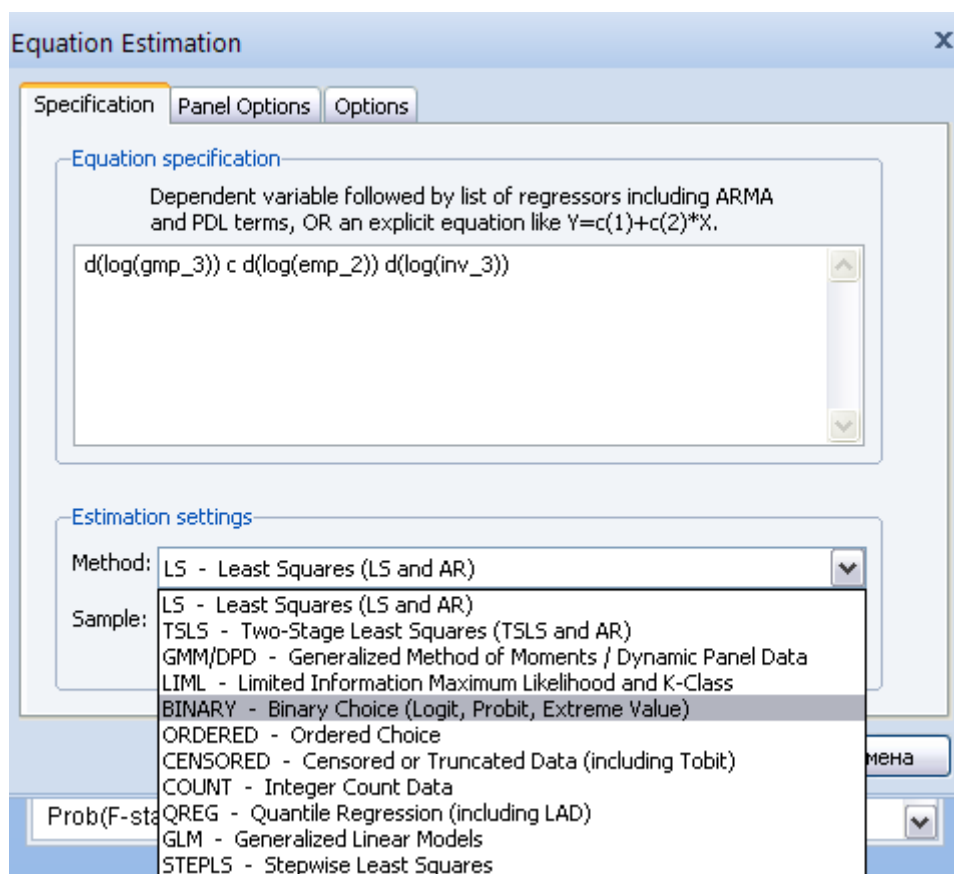 Equation Estimation x
Specification Panel Options Options
Equation specification
Dependent variable followed by list of regressors including ARMA
and PDL terms, OR an explicit equation like Y=c(1)+c(2)*X.
d(log(gmp_3)) c d(log(emp_2)) d(log(inv_3))
Estimation settings
Method: LS - Least Squares (LS and AR)
LS - Least Squares (LS and AR)
Sample:
TSLS - Two-Stage Least Squares (TSLS and AR)
GMM/DPD - Generalized Method of Moments / Dynamic Panel Data
LIML - Limited Information Maximum Likelihood and K-Class
BINARY - Binary Choice (Logit, Probit, Extreme Value)
ORDERED - Ordered Choice
CENSORED - Censored or Truncated Data (including Tobit)
мена
COUNT - Integer Count Data
Prob(F-sta
QREG - Quantile Regression (including LAD)
GLM - Generalized Linear Models
STEPLS - Stepwise Least Squares